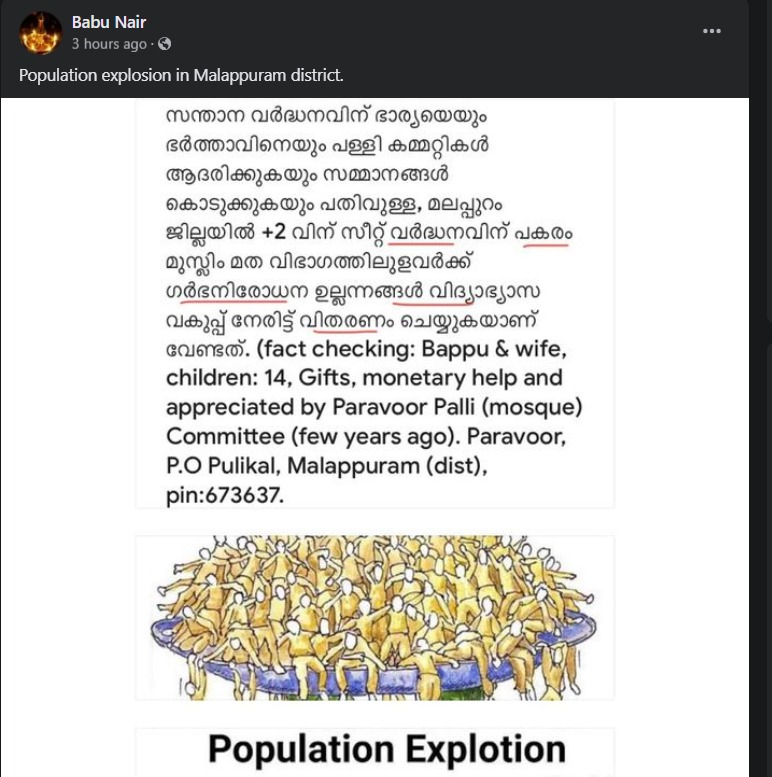 Babu Nair
3 hours ago ·
Population explosion in Malappuram district.
സന്താന വർദ്ധനവിന് ഭാര്യയെയും
ഭർത്താവിനെയും പള്ളി കമ്മറ്റികൾ
ആദരിക്കുകയും സമ്മാനങ്ങൾ
കൊടുക്കുകയും പതിവുള്ള, മലപ്പുറം
ജില്ലയിൽ +2 വിന് സീറ്റ് വർദ്ധനവിന് പകരം
മുസ്ലിം മത വിഭാഗത്തിലുളവർക്ക്
ഗർഭനിരോധന ഉല്പന്നങ്ങൾ വിദ്യാഭ്യാസ
വകുപ്പ് നേരിട്ട് വിതരണം ചെയ്യുകയാണ്
വേണ്ടത്. (fact checking: Bappu & wife,
children: 14, Gifts, monetary help and
appreciated by Paravoor Palli (mosque)
Committee (few years ago). Paravoor,
P.O Pulikal, Malappuram (dist),
pin:673637.
Population Explotion